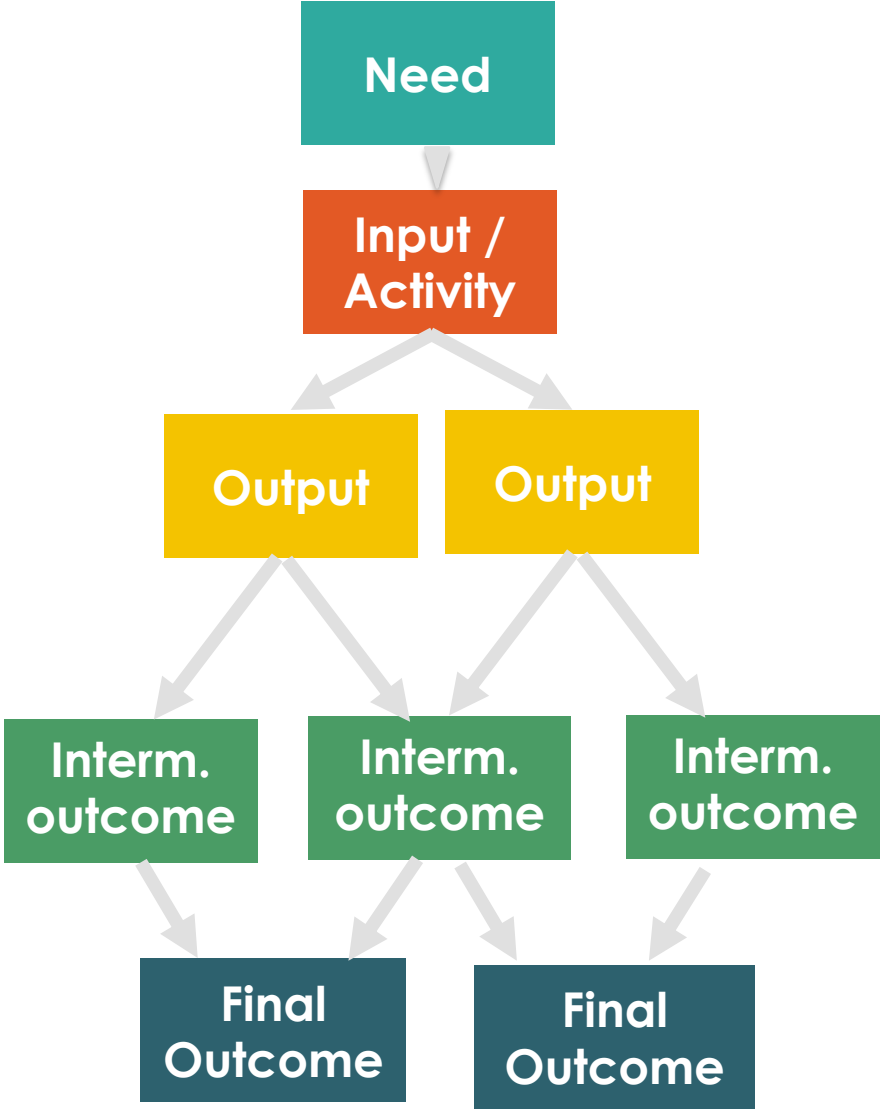 Need
Input /
Activity
Output
Output
Interm.
outcome
Interm.
outcome
Interm.
outcome
Final
Outcome
Final
Outcome